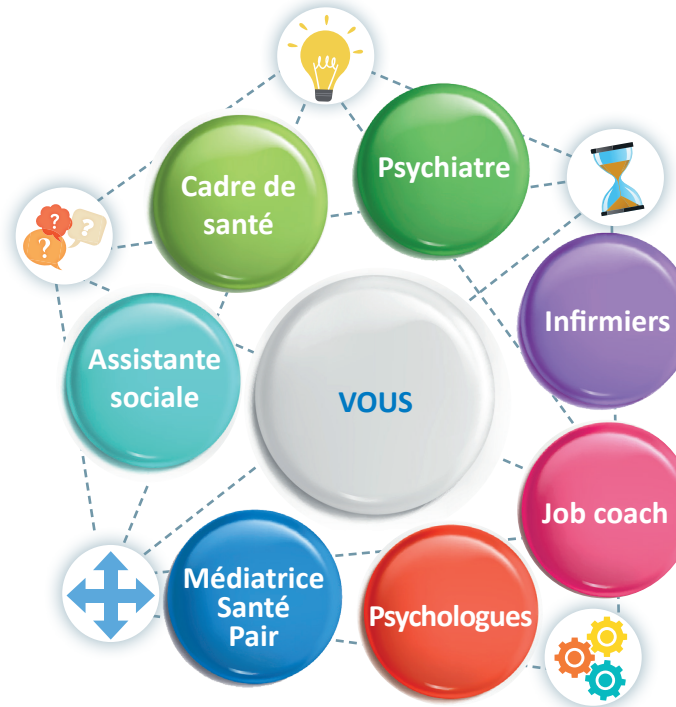 Psychiatre
Cadre de
santé
Infirmiers
Assistante
sociale
VOUS
Job coach
Médiatrice
Santé
Pair
Psychologues
?
?
?